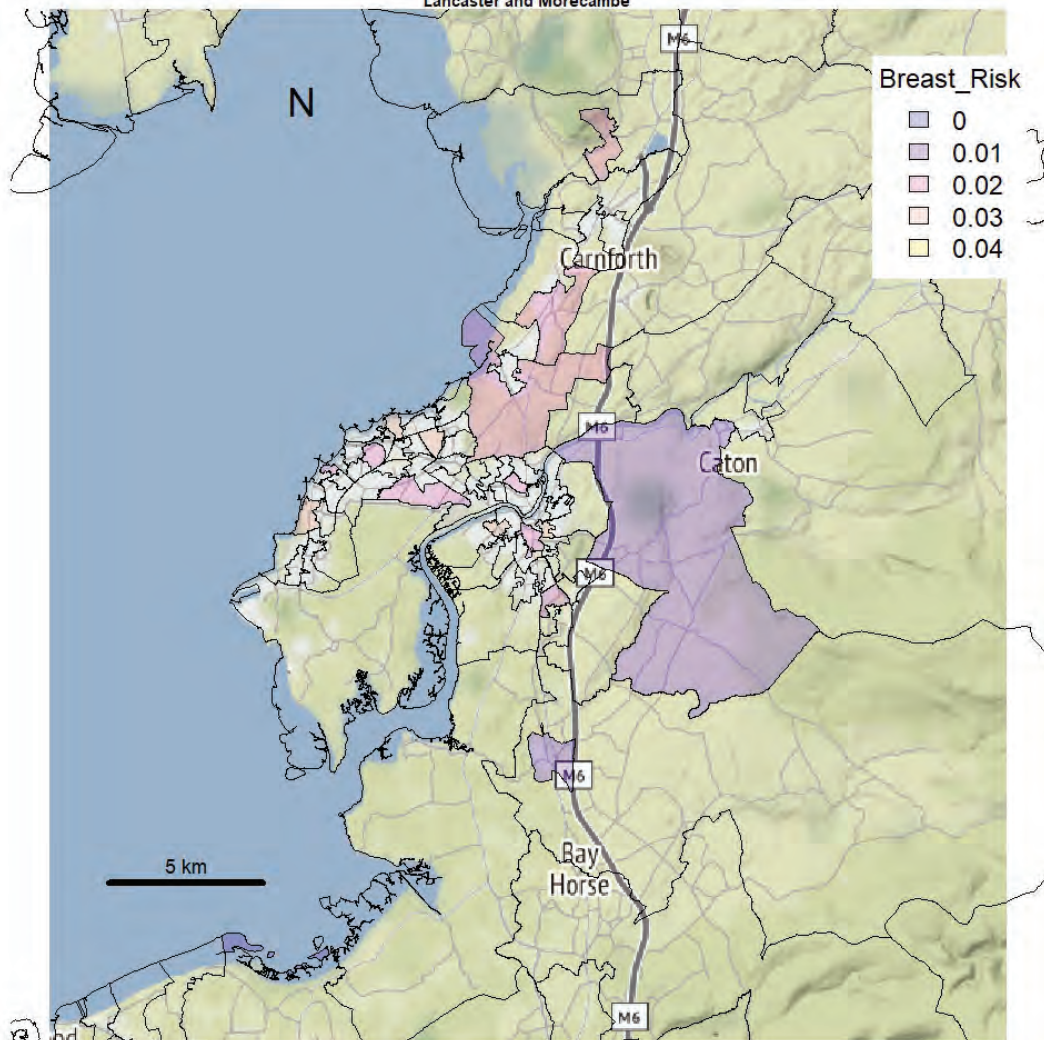 Lancaster and Morecambe
M6
N
Breast_Risk
0
0.01
0.02
0.03
0.04
Carnforth
M6
Caton
M6
M6
5 km
Bay
Horse
M6